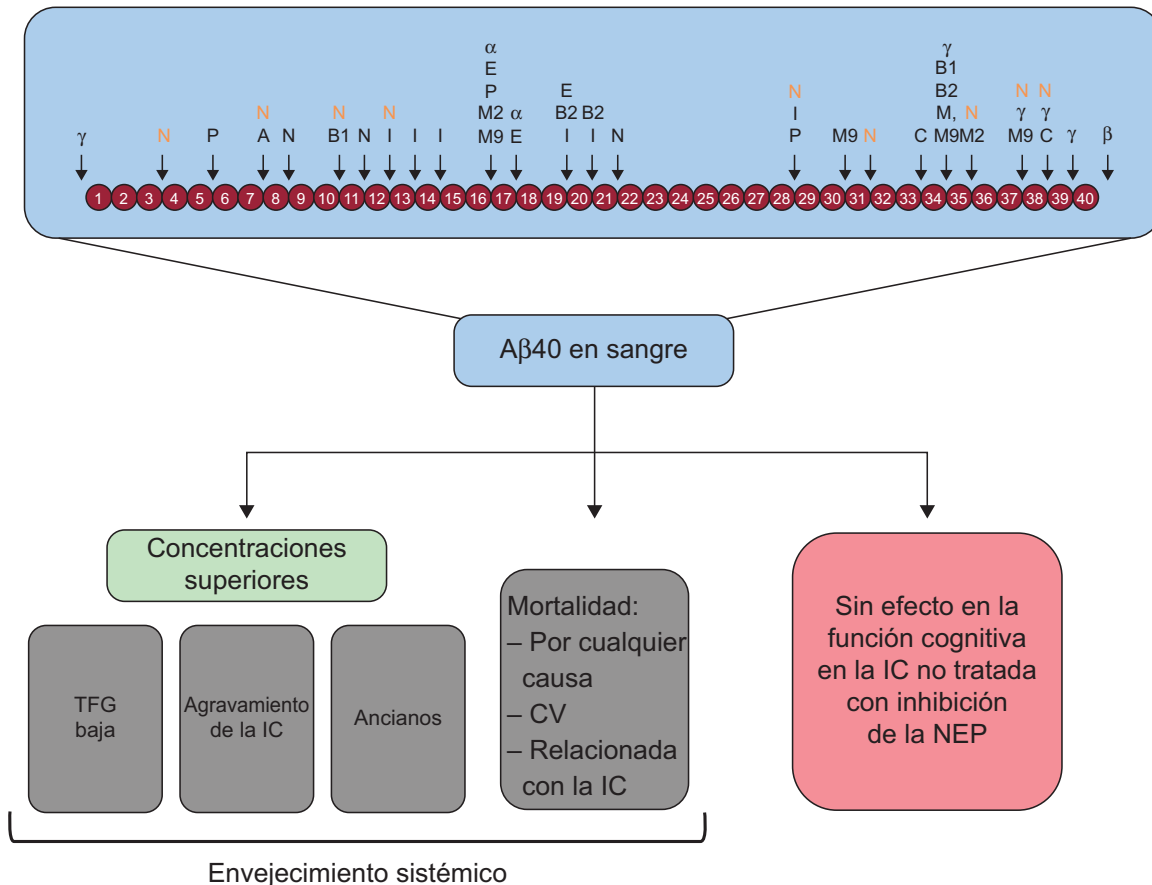 α
E
P
M2
M9
γ
N
P
N
A
N
N
B1
N
N
I
I
I
α
E
E
B2
I
B2
I
N
N
I
P
M9
N
C
γ
B1
B2
M,
M9
N
M2
N
γ
M9
N
γ
C
γ
β
1 2 3 4 5 6 7 8 9 10 11 12 13 14 15 16 17 18 19 20 21 22 23 24 25 26 27 28 29 30 31 32 33 34 35 36 37 38 39 40
Aβ40 en sangre
Concentraciones
superiores
TFG
baja
Agravamiento
de la IC
Ancianos
Mortalidad:
– Por cualquier
causa
– CV
– Relacionada
con la IC
Sin efecto en la
función cognitiva
en la IC no tratada
con inhibición
de la NEP
Envejecimiento sistémico